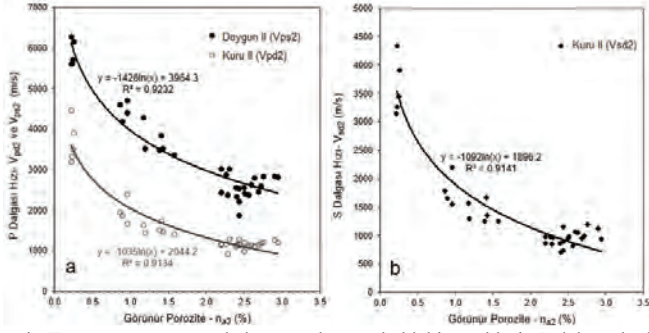 7000
6000
5000
4000
3000
2000
1000
0
P Dalgası Hızı- Vpd2 ve Vps2 (m/s)
Doygun II (Vps2)
Kuru II (Vpd2)
y = -1426ln(x) + 3964.3
R² = 0.9232
y = -1035ln(x) + 2044.2
R² = 0.9134
a
0.0 0.5 1.0 1.5 2.0 2.5 3.0 3.5
Görünür Porozite - na2 (%)
5000
4500
4000
3500
3000
2500
2000
1500
1000
500
0
S Dalgası Hızı- Vsd2 (m/s)
Kuru II (Vsd2)
y = -1092ln(x) + 1896.2
R² = 0.9141
b
0.0 0.5 1.0 1.5 2.0 2.5 3.0 3.5
Görünür Porozite - na2 (%)